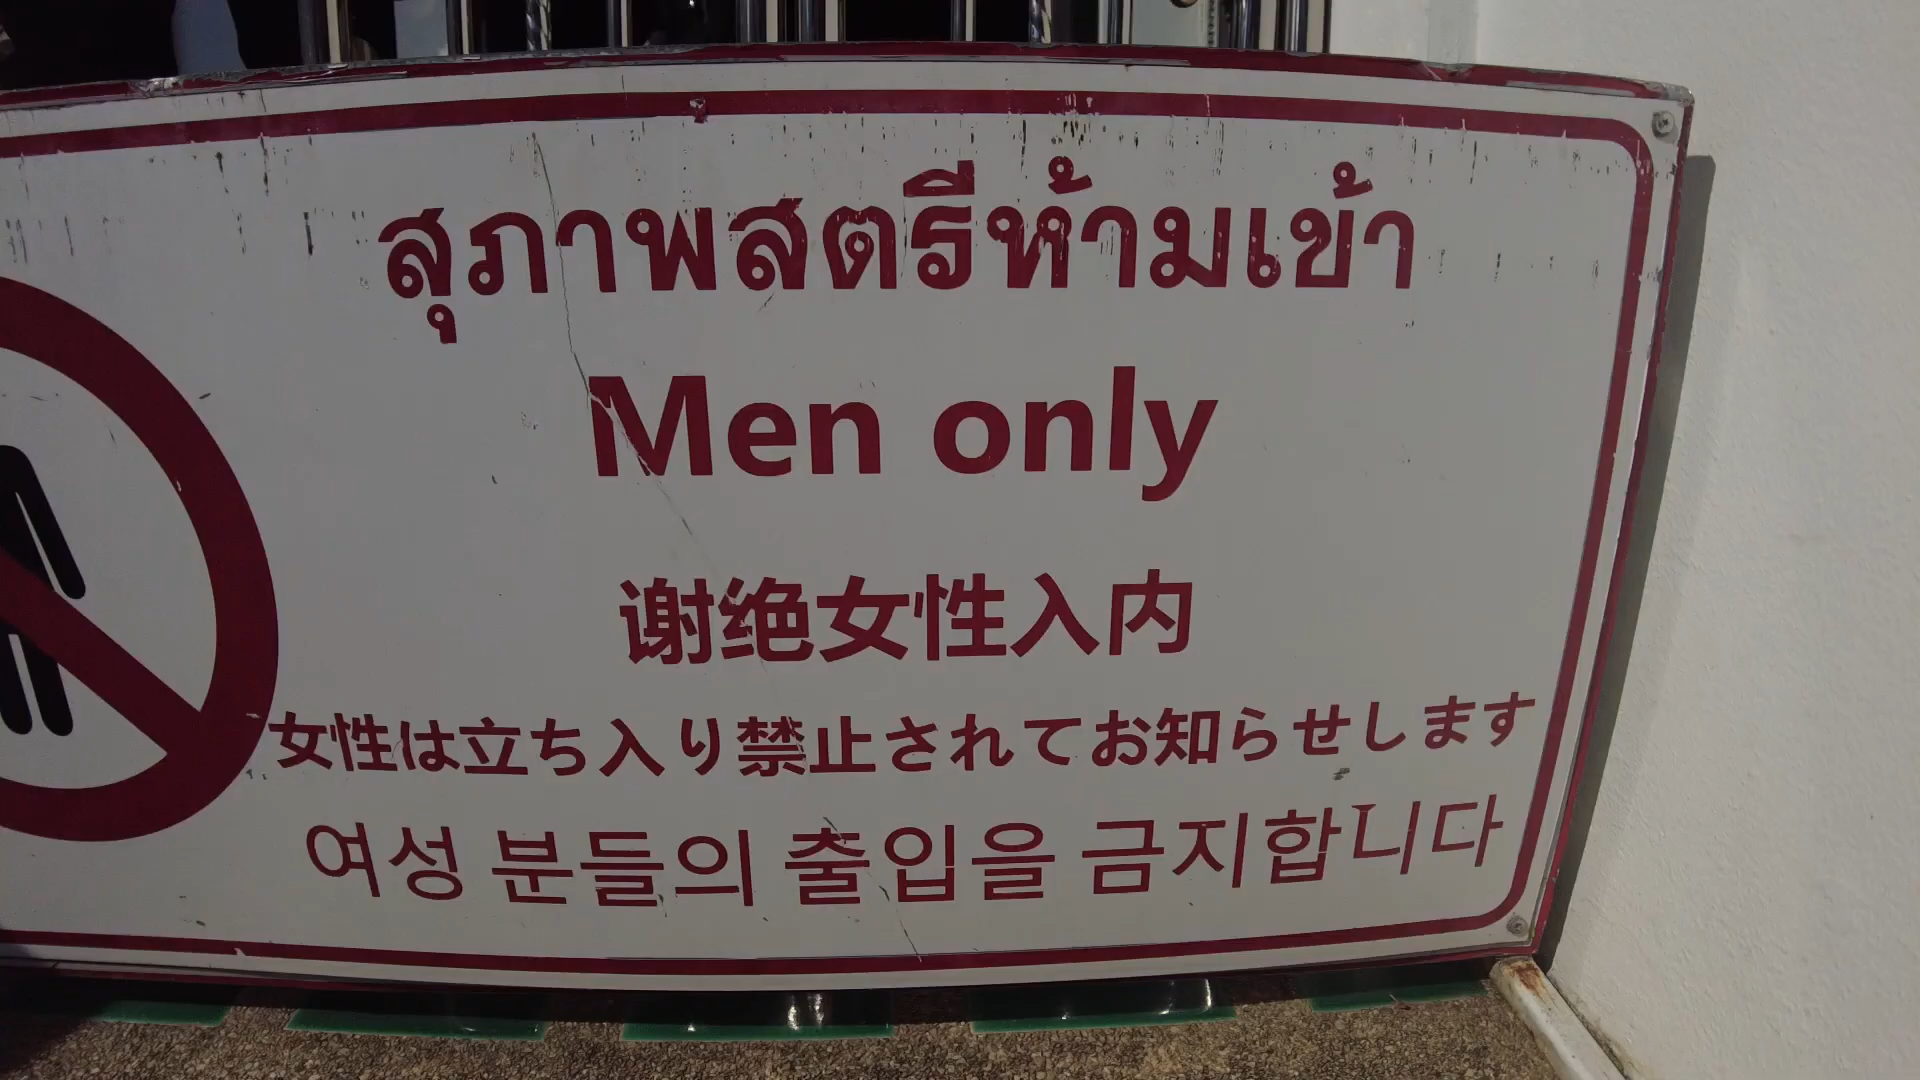 สุภาพสตรีห้ามเข้า
Men only
谢绝女性入内
女性は立ち入り禁止されてお知らせします
여성 분들의 출입을 금지합니다